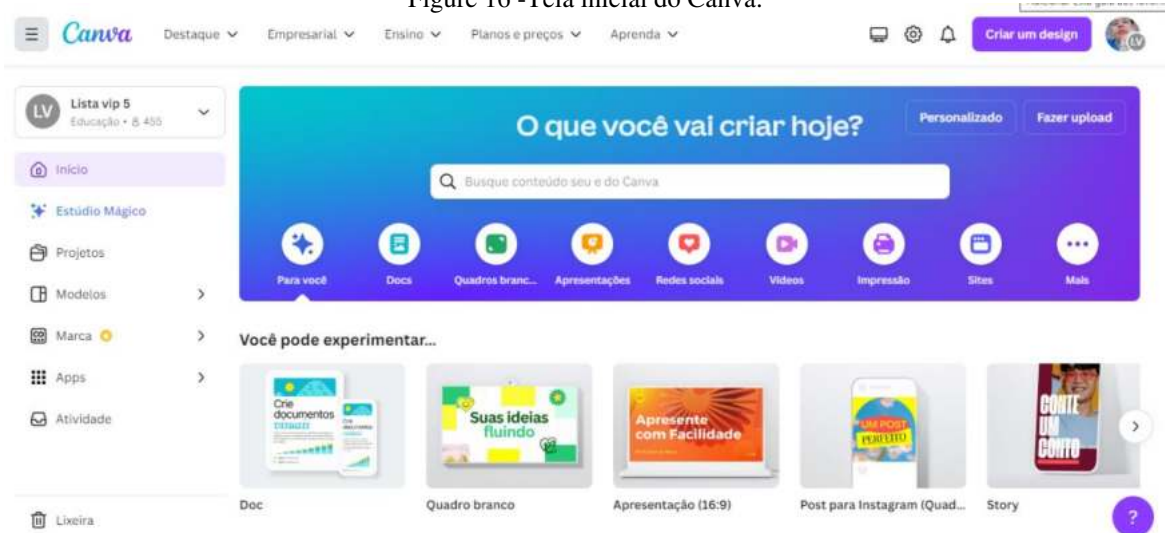 Figure 16 -Tela inicial do Canva.
Canva Destaque Empresarial Ensino Planos e preços Aprenda Criar um design LV
LV Lista vip 5
Educação • 455
Início
Estúdio Mágico
Projetos
Modelos
Marca
Apps
Atividade
Lixeira
O que você vai criar hoje? Personalizado Fazer upload
Busque conteúdo seu e do Canva
Para você Docs Quadros branc... Apresentações Redes sociais Vídeos Impressão Sites Mais
Você pode experimentar...
Crie
documentos
Suas ideias
fluindo
Apresente
com Facilidade
UM POST
PERFEITO
CONTE
UM
CONTO
Doc Quadro branco Apresentação (16:9) Post para Instagram (Quad... Story
?